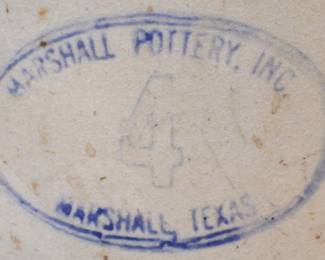 MARSHALL POTTERY, INC.
4
MARSHALL, TEXAS